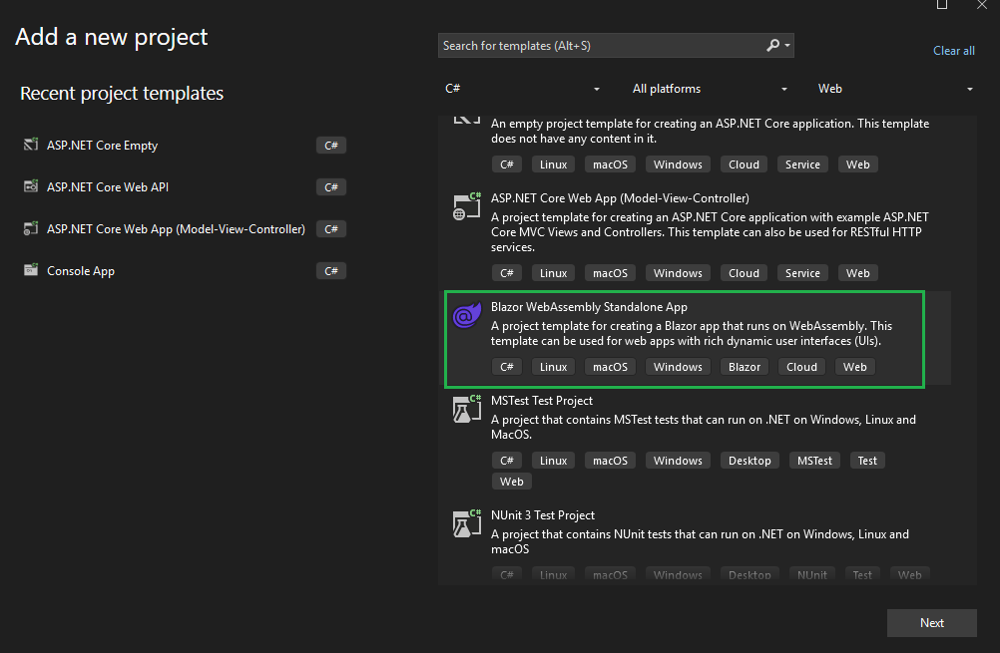 Add a new project
Search for templates (Alt+S)
Clear all
Recent project templates
C# All platforms Web
ASP.NET Core Empty C#
ASP.NET Core Web API C#
ASP.NET Core Web App (Model-View-Controller) C#
Console App C#
An empty project template for creating an ASP.NET Core application. This template
does not have any content in it.
C# Linux macOS Windows Cloud Service Web
C#
ASP.NET Core Web App (Model-View-Controller)
A project template for creating an ASP.NET Core application with example ASP.NET
Core MVC Views and Controllers. This template can also be used for RESTful HTTP
services.
C# Linux macOS Windows Cloud Service Web
@
Blazor WebAssembly Standalone App
A project template for creating a Blazor app that runs on WebAssembly. This
template can be used for web apps with rich dynamic user interfaces (UIs).
C# Linux macOS Windows Blazor Cloud Web
C#
MSTest Test Project
A project that contains MSTest tests that can run on .NET on Windows, Linux and
MacOS.
C# Linux macOS Windows Desktop MSTest Test
Web
C#
NUnit 3 Test Project
A project that contains NUnit tests that can run on .NET on Windows, Linux and
macOS
C# Linux macOS Windows Desktop NUnit Test Web
Next